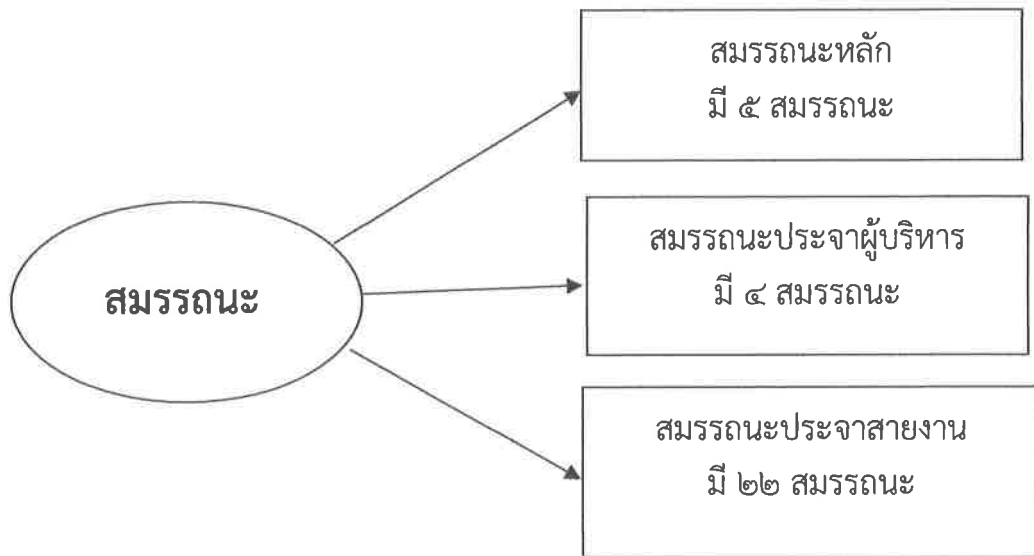 สมรรถนะ
สมรรถนะหลัก
มี ๕ สมรรถนะ
สมรรถนะประจาผู้บริหาร
มี ๔ สมรรถนะ
สมรรถนะประจาสายงาน
มี ๒๒ สมรรถนะ